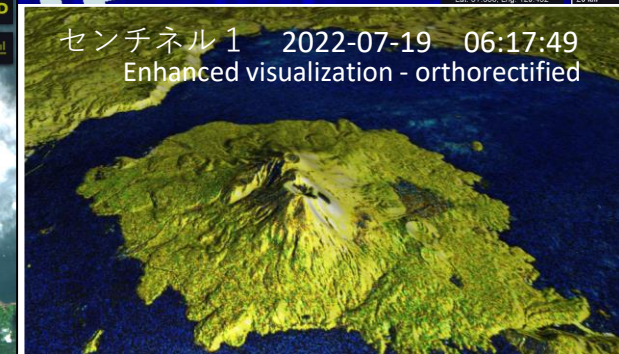 D
センチネル１　2022-07-19　06:17:49
Enhanced visualization - orthorectified